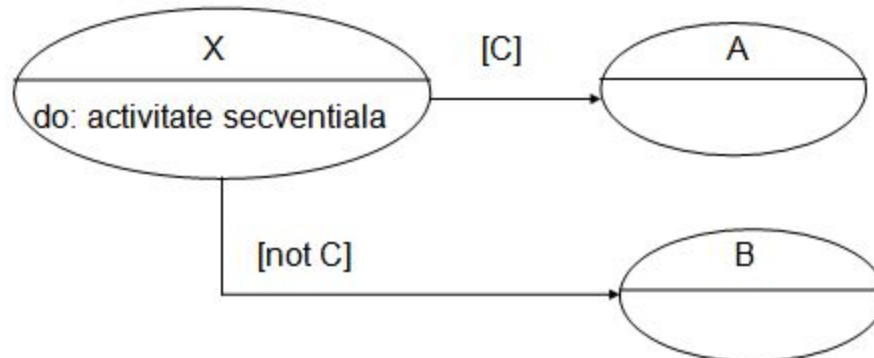 X
do: activitate secventiala
[C]
A
[not C]
B